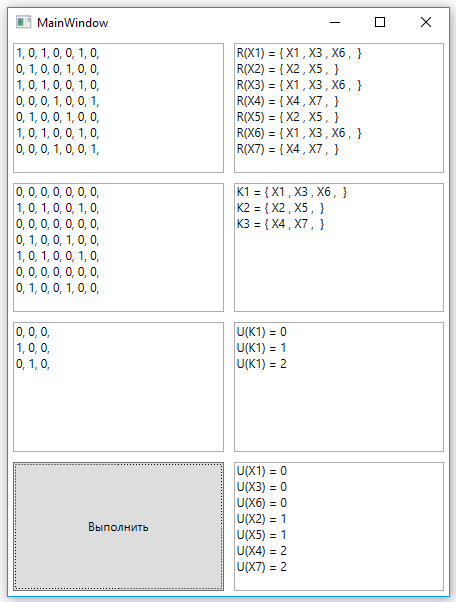 MainWindow
1, 0, 1, 0, 0, 1, 0,
0, 1, 0, 0, 1, 0, 0,
1, 0, 1, 0, 0, 1, 0,
0, 0, 0, 1, 0, 0, 1,
0, 1, 0, 0, 1, 0, 0,
1, 0, 1, 0, 0, 1, 0,
0, 0, 0, 1, 0, 0, 1,
R(X1) = { X1 , X3 , X6 ,  }
R(X2) = { X2 , X5 ,  }
R(X3) = { X1 , X3 , X6 ,  }
R(X4) = { X4 , X7 ,  }
R(X5) = { X2 , X5 ,  }
R(X6) = { X1 , X3 , X6 ,  }
R(X7) = { X4 , X7 ,  }
0, 0, 0, 0, 0, 0, 0,
1, 0, 1, 0, 0, 1, 0,
0, 0, 0, 0, 0, 0, 0,
0, 1, 0, 0, 1, 0, 0,
1, 0, 1, 0, 0, 1, 0,
0, 0, 0, 0, 0, 0, 0,
0, 1, 0, 0, 1, 0, 0,
K1 = { X1 , X3 , X6 ,  }
K2 = { X2 , X5 ,  }
K3 = { X4 , X7 ,  }
0, 0, 0,
1, 0, 0,
0, 1, 0,
U(K1) = 0
U(K1) = 1
U(K1) = 2
Выполнить
U(X1) = 0
U(X3) = 0
U(X6) = 0
U(X2) = 1
U(X5) = 1
U(X4) = 2
U(X7) = 2